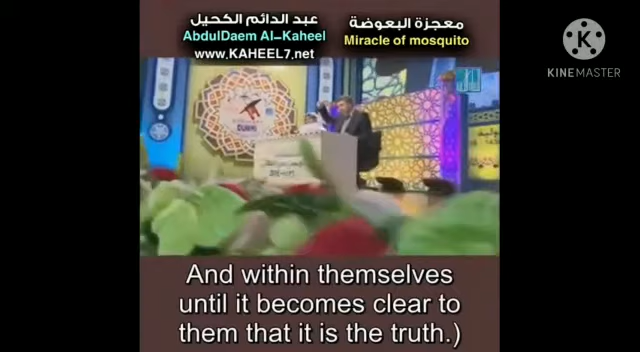 عبد الدائم الكحيل
AbdulDaem Al-Kaheel
www.KAHEEL7.net
معجزة البعوضة
Miracle of mosquito
K
KINEMASTER
And within themselves
until it becomes clear to
them that it is the truth.)